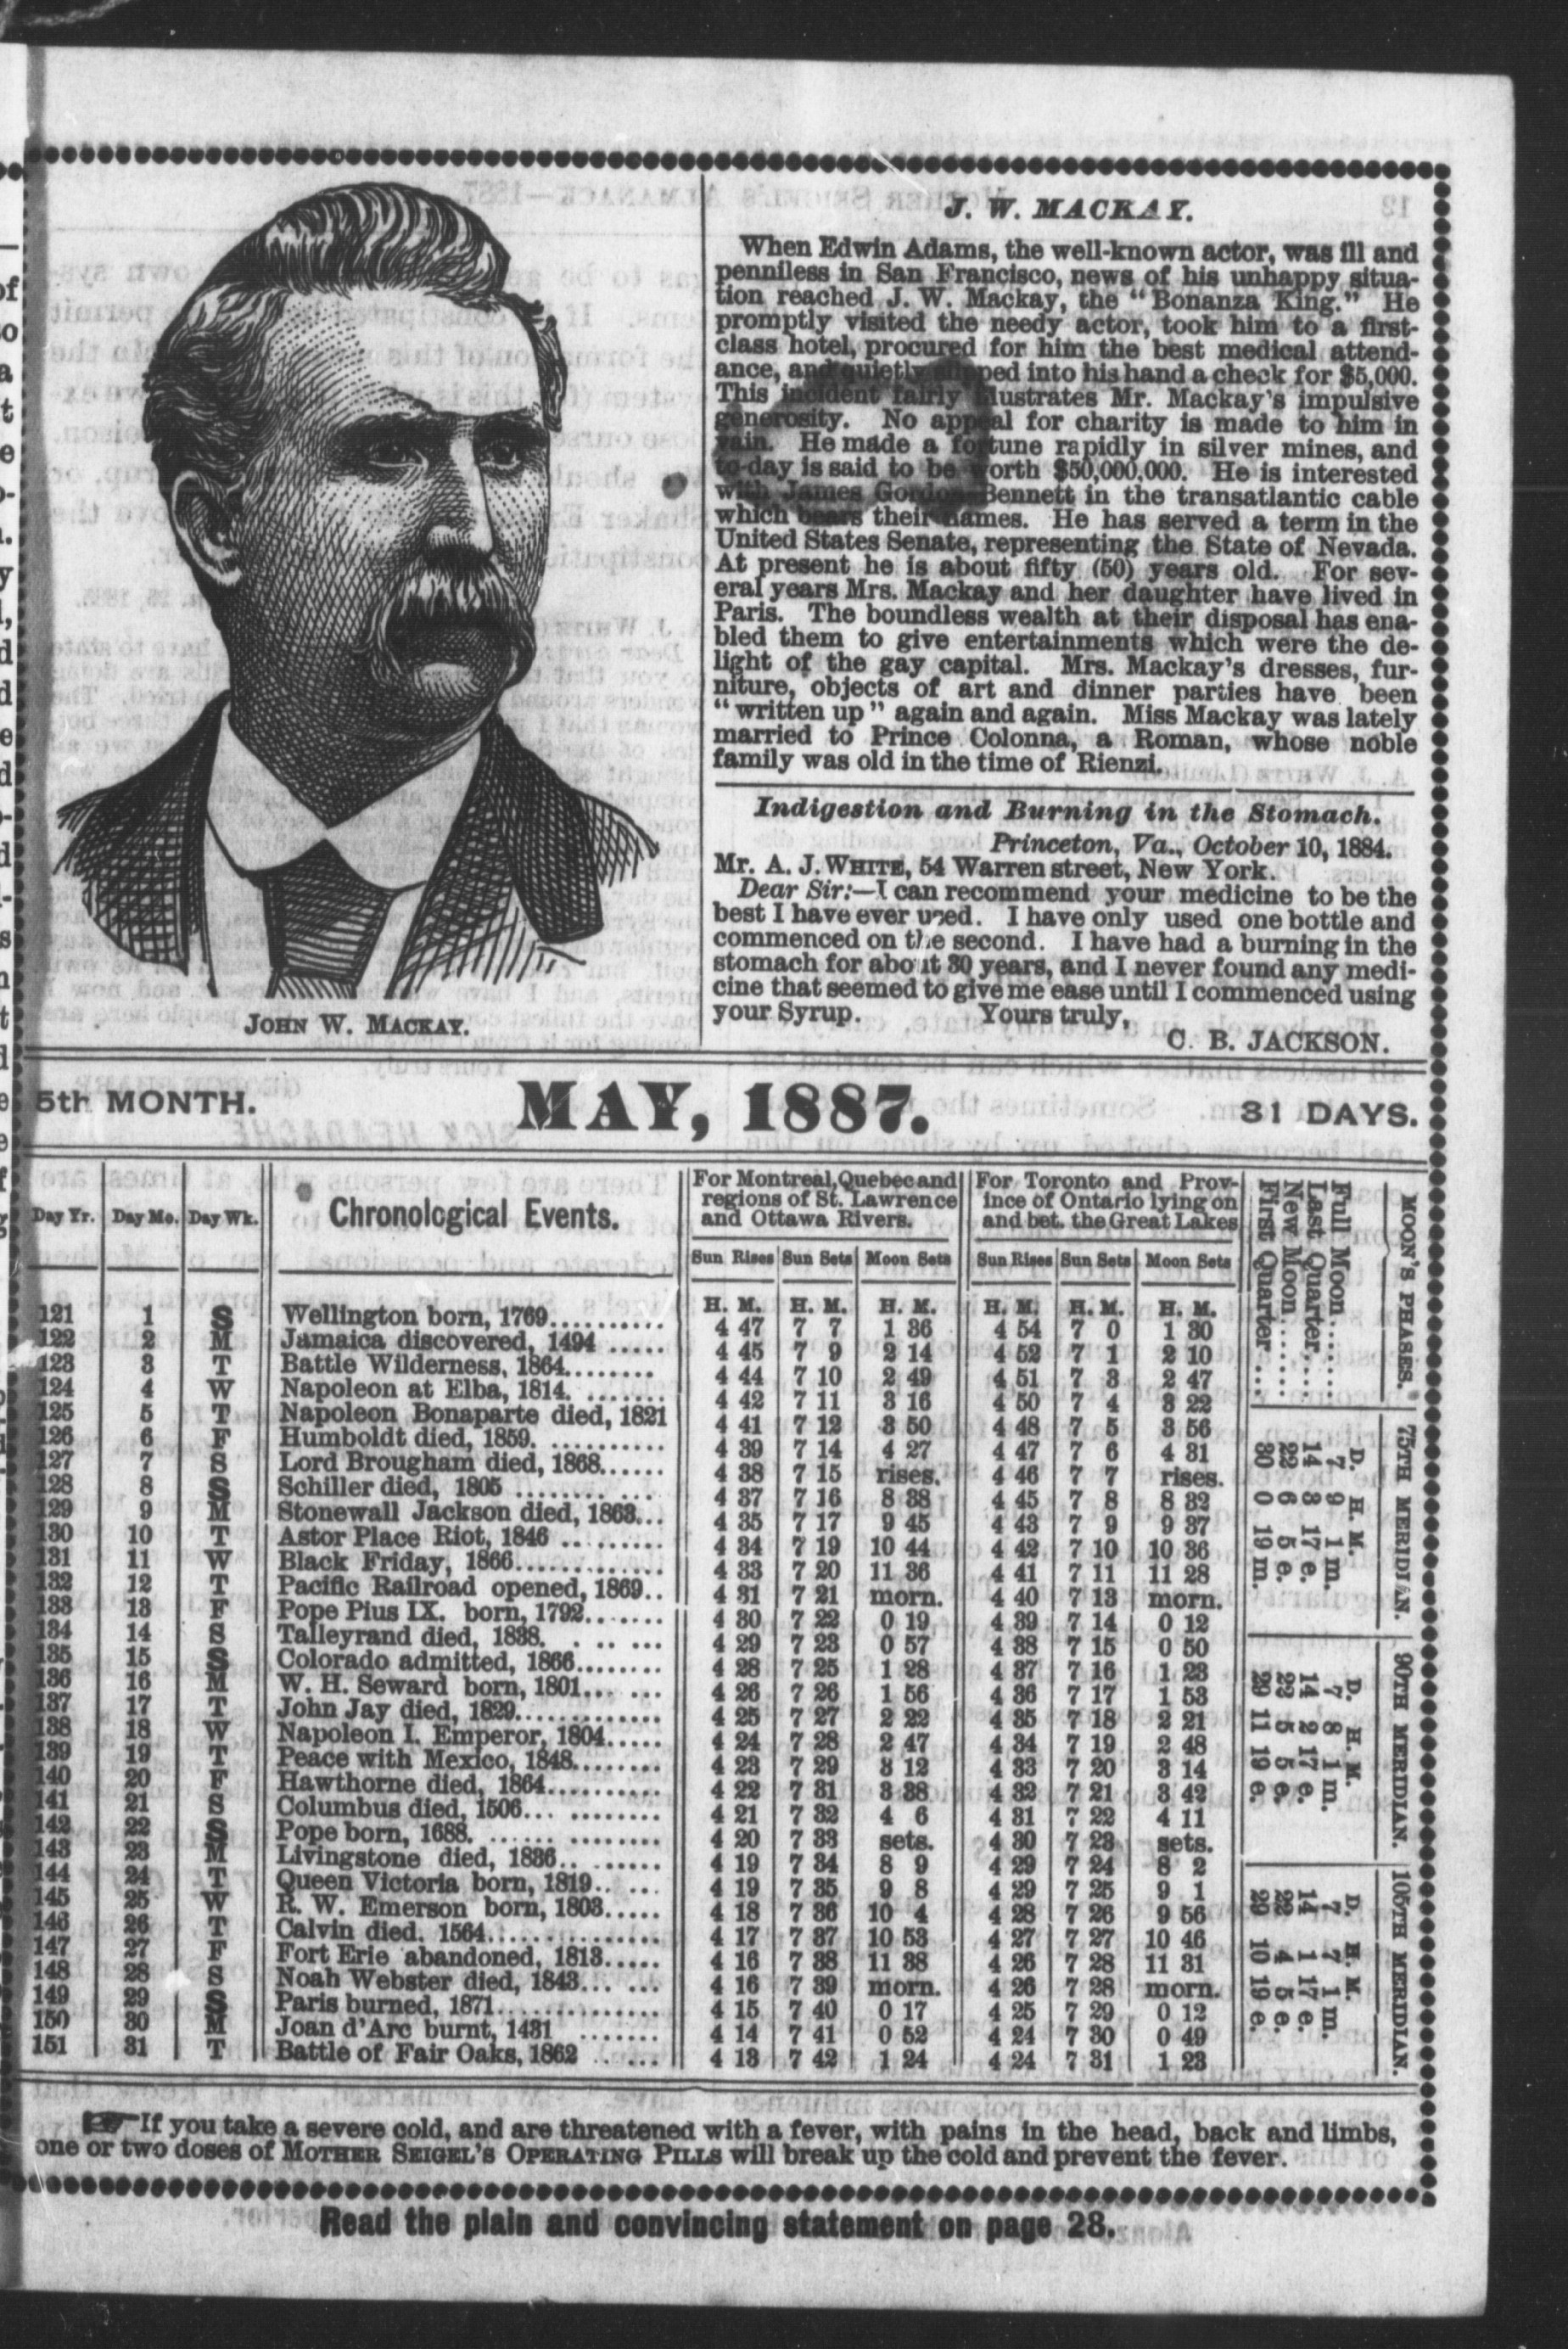 J. W. MACKAY.
When Edwin Adams, the well-known actor, was ill and
penniless in San Francisco, news of his unhappy situa-
tion reached J. W. Mackay, the "Bonanza King." He
promptly visited the needy actor, took him to a first-
class hotel, procured for him the best medical attend-
ance, and quietly slipped into his hand a check for $5,000.
This incident fairly illustrates Mr. Mackay's impulsive
generosity. No appeal for charity is made to him in
vain. He made a fortune rapidly in silver mines, and
to-day is said to be worth $50,000,000. He is interested
with James Gordon Bennett in the transatlantic cable
which bears their names. He has served a term in the
United States Senate, representing the State of Nevada.
At present he is about fifty (50) years old. For sev-
eral years Mrs. Mackay and her daughter have lived in
Paris. The boundless wealth at their disposal has ena-
bled them to give entertainments which were the de-
light of the gay capital. Mrs. Mackay's dresses, fur-
niture, objects of art and dinner parties have been
"written up" again and again. Miss Mackay was lately
married to Prince Colonna, a Roman, whose noble
family was old in the time of Rienzi.
Indigestion and Burning in the Stomach.
Princeton, Va., October 10, 1884.
Mr. A. J. WHITE, 54 Warren street, New York.
Dear Sir:—I can recommend your medicine to be the
best I have ever used. I have only used one bottle and
commenced on the second. I have had a burning in the
stomach for about 30 years, and I never found any medi-
cine that seemed to give me ease until I commenced using
your Syrup. Yours truly,
C. B. JACKSON.
JOHN W. MACKAY.
5th MONTH. MAY, 1887. 31 DAYS.
Day Yr. Day Mo. Day Wk. Chronological Events.
For Montreal, Quebec and
regions of St. Lawrence
and Ottawa Rivers.
For Toronto and Prov-
ince of Ontario lying on
and bet. the Great Lakes
Sun Rises Sun Sets Moon Sets Sun Rises Sun Sets Moon Sets
H. M. H. M. H. M. H. M. H. M. H. M.
121 1 S Wellington born, 1769.......... 4 47 7 7 1 36 4 54 7 0 1 30
122 2 M Jamaica discovered, 1494 ..... 4 45 7 9 2 14 4 52 7 1 2 10
123 3 T Battle Wilderness, 1864........ 4 44 7 10 2 49 4 51 7 3 2 47
124 4 W Napoleon at Elba, 1814. ........ 4 42 7 11 3 16 4 50 7 4 3 22
125 5 T Napoleon Bonaparte died, 1821 4 41 7 12 3 50 4 48 7 5 3 56
126 6 F Humboldt died, 1859. ........... 4 39 7 14 4 27 4 47 7 6 4 31
127 7 S Lord Brougham died, 1868...... 4 38 7 15 rises. 4 46 7 7 rises.
128 8 S Schiller died, 1805 ............ 4 37 7 16 8 38 4 45 7 8 8 32
129 9 M Stonewall Jackson died, 1863... 4 35 7 17 9 45 4 43 7 9 9 37
130 10 T Astor Place Riot, 1846 .......... 4 34 7 19 10 44 4 42 7 10 10 36
131 11 W Black Friday, 1866............. 4 33 7 20 11 36 4 41 7 11 11 28
132 12 T Pacific Railroad opened, 1869.. 4 31 7 21 morn. 4 40 7 13 morn.
133 13 F Pope Pius IX. born, 1792....... 4 30 7 22 0 19 4 39 7 14 0 12
134 14 S Talleyrand died, 1838. ........ 4 29 7 23 0 57 4 38 7 15 0 50
135 15 S Colorado admitted, 1866........ 4 28 7 25 1 28 4 37 7 16 1 23
136 16 M W. H. Seward born, 1801...... 4 26 7 26 1 56 4 36 7 17 1 53
137 17 T John Jay died, 1829............. 4 25 7 27 2 22 4 35 7 18 2 21
138 18 W Napoleon I. Emperor, 1804..... 4 24 7 28 2 47 4 34 7 19 2 48
139 19 T Peace with Mexico, 1848........ 4 23 7 29 3 12 4 33 7 20 3 14
140 20 F Hawthorne died, 1864........... 4 22 7 31 3 38 4 32 7 21 3 42
141 21 S Columbus died, 1506... ......... 4 21 7 32 4 6 4 31 7 22 4 11
142 22 S Pope born, 1688. ............... 4 20 7 33 sets. 4 30 7 23 sets.
143 23 M Livingstone died, 1836.. ....... 4 19 7 34 8 9 4 29 7 24 8 2
144 24 T Queen Victoria born, 1819..... 4 19 7 35 9 8 4 29 7 25 9 1
145 25 W R. W. Emerson born, 1803..... 4 18 7 36 10 4 4 28 7 26 9 56
146 26 T Calvin died. 1564................ 4 17 7 37 10 53 4 27 7 27 10 46
147 27 F Fort Erie abandoned, 1813..... 4 16 7 38 11 38 4 26 7 28 11 31
148 28 S Noah Webster died, 1843...... 4 16 7 39 morn. 4 26 7 28 morn.
149 29 S Paris burned, 1871............... 4 15 7 40 0 17 4 25 7 29 0 12
150 30 M Joan d'Arc burnt, 1431 ........ 4 14 7 41 0 52 4 24 7 30 0 49
151 31 T Battle of Fair Oaks, 1862 ..... 4 13 7 42 1 24 4 24 7 31 1 23
MOON'S PHASES. 75TH MERIDIAN. 90TH MERIDIAN. 105TH MERIDIAN.
D. H. M. D. H. M. D. H. M.
Full Moon...... 7 9 1 m. 7 8 1 m. 7 7 1 m.
Last Quarter... 14 3 17 e. 14 2 17 e. 14 1 17 e.
New Moon...... 22 6 5 e. 22 5 5 e. 22 4 5 e.
First Quarter... 30 0 19 m. 29 11 19 e. 29 10 19 e.
☞If you take a severe cold, and are threatened with a fever, with pains in the head, back and limbs,
one or two doses of MOTHER SEIGEL'S OPERATING PILLS will break up the cold and prevent the fever.
Read the plain and convincing statement on page 28.